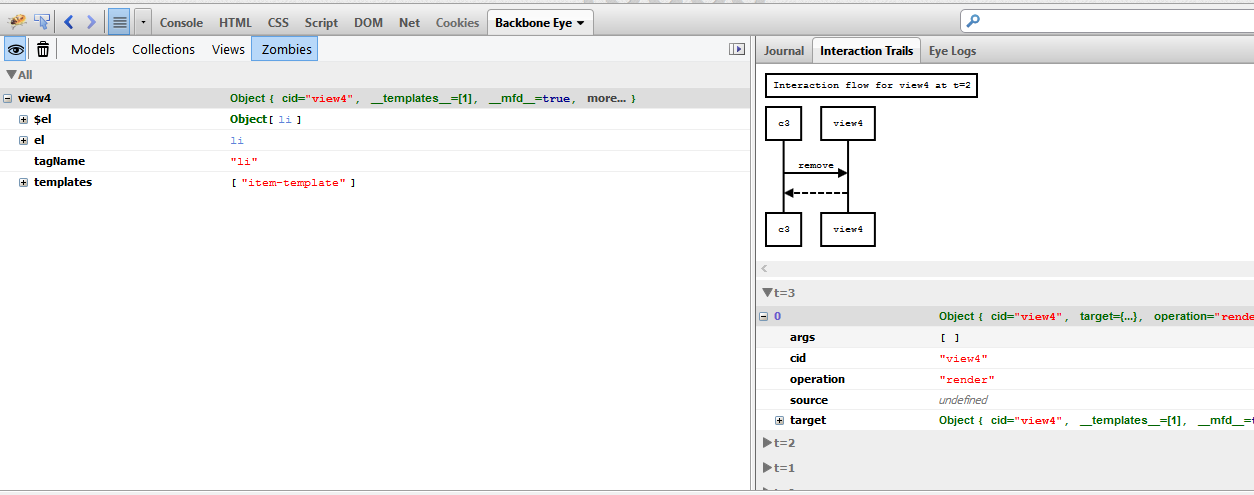 Console HTML CSS Script DOM Net Cookies Backbone Eye
Models Collections Views Zombies
All
view4 Object { cid="view4", __templates__=[1], __mfd__=true, more... }
$el Object[ li ]
el li
tagName "li"
templates [ "item-template" ]
Journal Interaction Trails Eye Logs
Interaction flow for view4 at t=2
c3 view4
remove
c3 view4
t=3
0 Object { cid="view4", target={...}, operation="rende
args [ ]
cid "view4"
operation "render"
source undefined
target Object { cid="view4", __templates__=[1], __mfd__=t
t=2
t=1